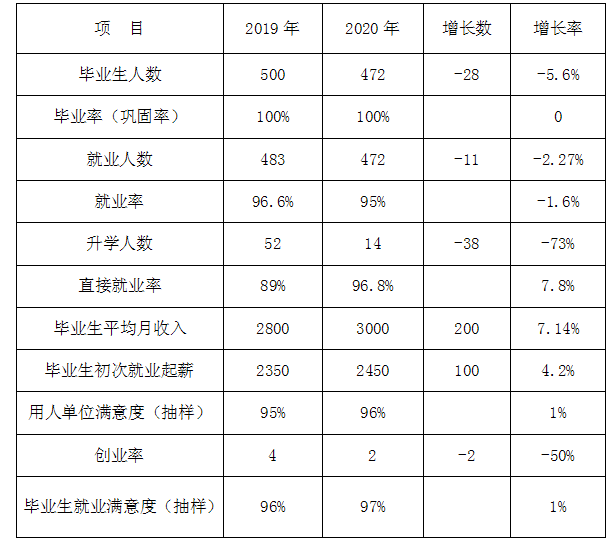 项 目 2019 年 2020 年 增长数 增长率
毕业生人数 500 472 -28 -5.6%
毕业率（巩固率） 100% 100% 0
就业人数 483 472 -11 -2.27%
就业率 96.6% 95% -1.6%
升学人数 52 14 -38 -73%
直接就业率 89% 96.8% 7.8%
毕业生平均月收入 2800 3000 200 7.14%
毕业生初次就业起薪 2350 2450 100 4.2%
用人单位满意度（抽样） 95% 96% 1%
创业率 4 2 -2 -50%
毕业生就业满意度（抽样） 96% 97% 1%